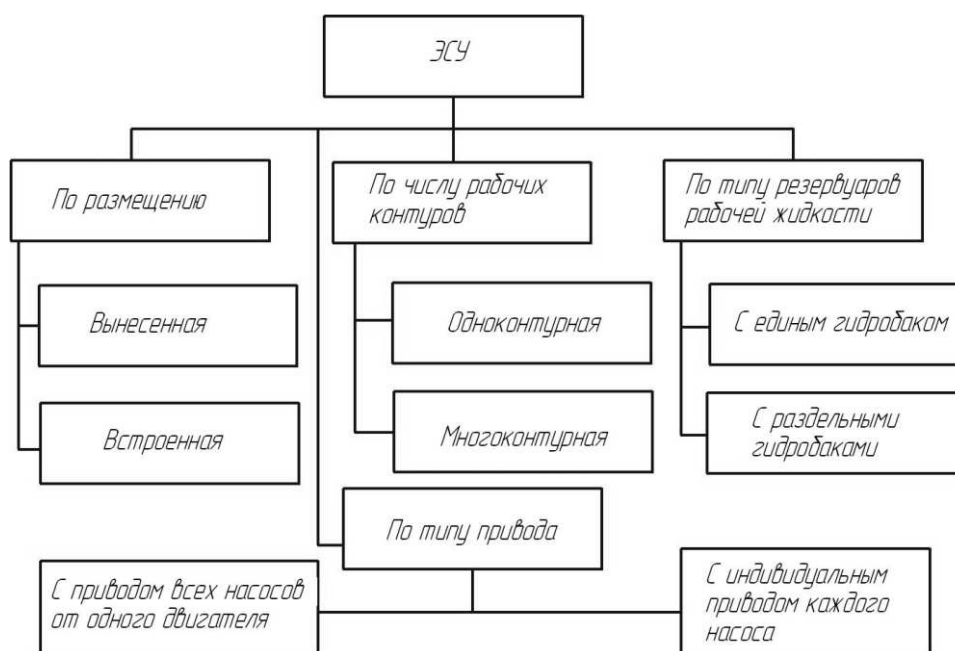 ЭСУ
По размещению
Вынесенная
Встроенная
По числу рабочих
контуров
Одноконтурная
Многоконтурная
По типу резервуаров
рабочей жидкости
С единым гидробаком
С раздельными
гидробаками
По типу привода
С приводом всех насосов
от одного двигателя
С индивидуальным
приводом каждого
насоса